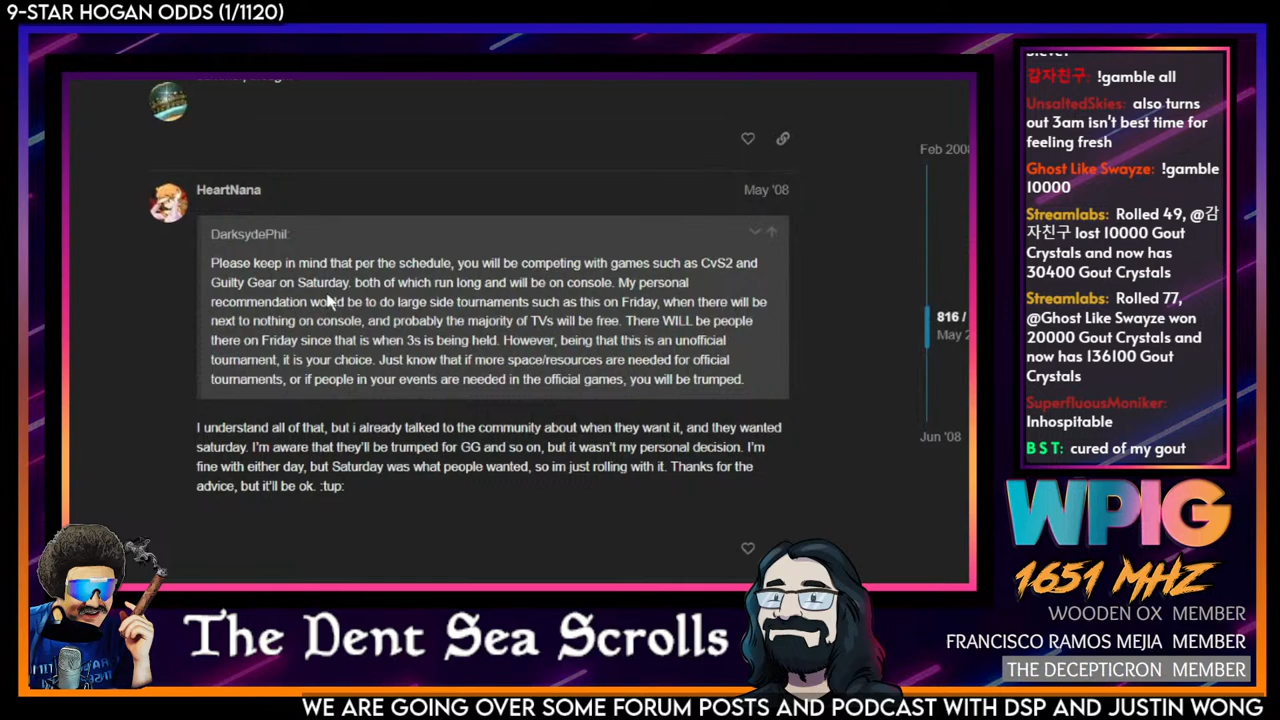 9-STAR HOGAN ODDS (1/1120)
HeartNana
May '08
DarksydePhil:
Please keep in mind that per the schedule, you will be competing with games such as CvS2 and
Guilty Gear on Saturday. both of which run long and will be on console. My personal
recommendation would be to do large side tournaments such as this on Friday, when there will be
next to nothing on console, and probably the majority of TVs will be free. There WILL be people
there on Friday since that is when 3s is being held. However, being that this is an unofficial
tournament, it is your choice. Just know that if more space/resources are needed for official
tournaments, or if people in your events are needed in the official games, you will be trumped.
I understand all of that, but i already talked to the community about when they want it, and they wanted
saturday. I'm aware that they'll be trumped for GG and so on, but it wasn't my personal decision. I'm
fine with either day, but Saturday was what people wanted, so im just rolling with it. Thanks for the
advice, but it'll be ok. :tup:
Feb 2008
816 /
May 2
Jun '08
감자친구: !gamble all
UnsaltedSkies: also turns
out 3am isn't best time for
feeling fresh
Ghost Like Swayze: !gamble
10000
Streamlabs: Rolled 49, @감
자친구 lost 10000 Gout
Crystals and now has
30400 Gout Crystals
Streamlabs: Rolled 77,
@Ghost Like Swayze won
20000 Gout Crystals and
now has 136100 Gout
Crystals
SuperfluousMoniker:
Inhospitable
B S T: cured of my gout
WPIG
1651 MHZ
WOODEN OX MEMBER
FRANCISCO RAMOS MEJIA MEMBER
THE DECEPTICRON MEMBER
The Dent Sea Scrolls
WE ARE GOING OVER SOME FORUM POSTS AND PODCAST WITH DSP AND JUSTIN WONG